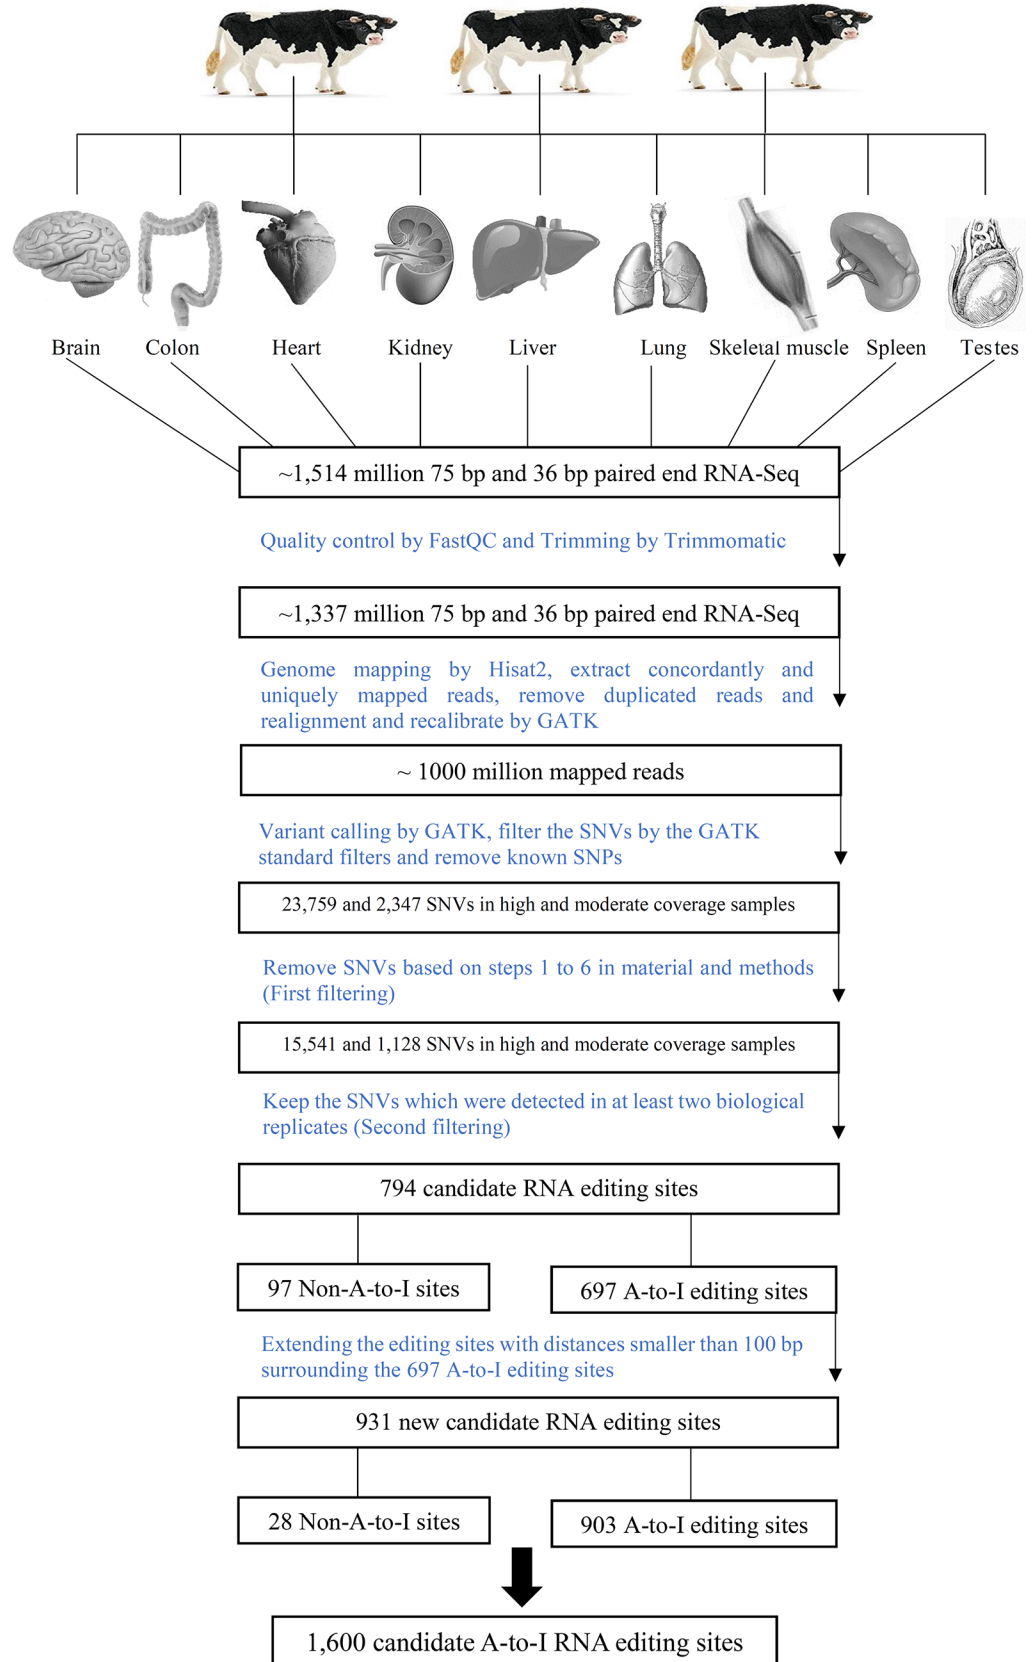 Brain Colon Heart Kidney Liver Lung Skeletal muscle Spleen Testes
~1,514 million 75 bp and 36 bp paired end RNA-Seq
Quality control by FastQC and Trimming by Trimmomatic
~1,337 million 75 bp and 36 bp paired end RNA-Seq
Genome mapping by Hisat2, extract concordantly and
uniquely mapped reads, remove duplicated reads and
realignment and recalibrate by GATK
~ 1000 million mapped reads
Variant calling by GATK, filter the SNVs by the GATK
standard filters and remove known SNPs
23,759 and 2,347 SNVs in high and moderate coverage samples
Remove SNVs based on steps 1 to 6 in material and methods
(First filtering)
15,541 and 1,128 SNVs in high and moderate coverage samples
Keep the SNVs which were detected in at least two biological
replicates (Second filtering)
794 candidate RNA editing sites
97 Non-A-to-I sites
697 A-to-I editing sites
Extending the editing sites with distances smaller than 100 bp
surrounding the 697 A-to-I editing sites
931 new candidate RNA editing sites
28 Non-A-to-I sites
903 A-to-I editing sites
1,600 candidate A-to-I RNA editing sites